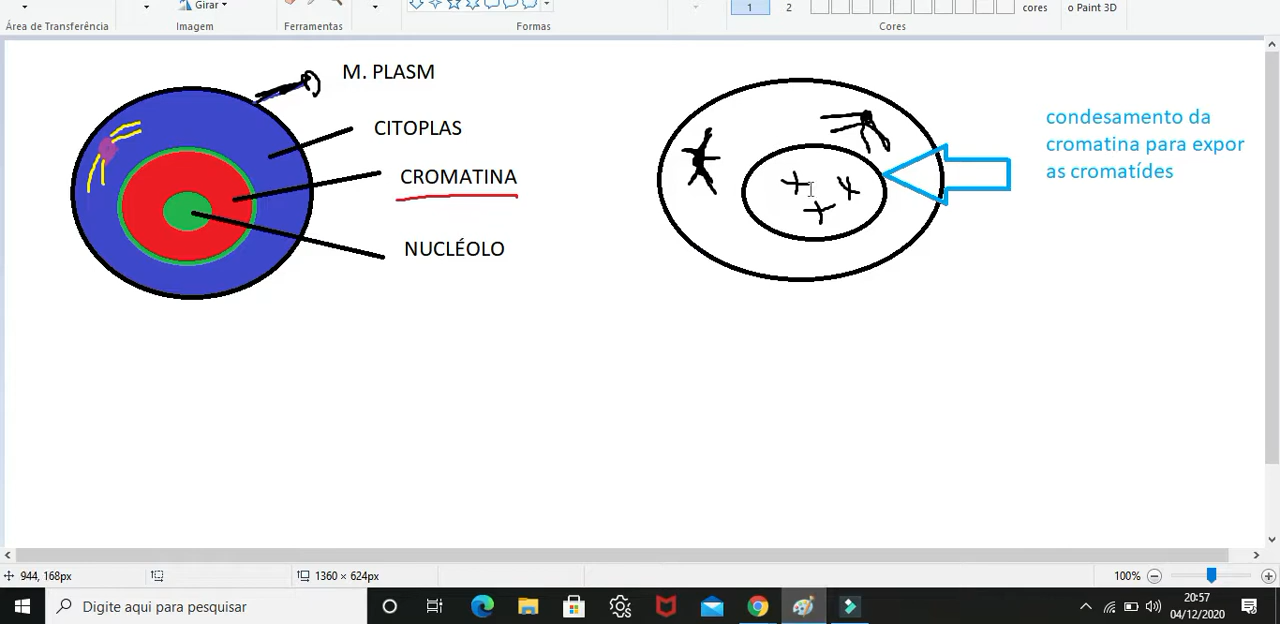 Girar
Área de Transferência
Imagem
Ferramentas
Formas
1
2
cores
o Paint 3D
Cores
M. PLASM
CITOPLAS
CROMATINA
NUCLÉOLO
condesamento da
cromatina para expor
as cromatídes
944, 168px
1360 × 624px
100%
Digite aqui para pesquisar
20:57
04/12/2020